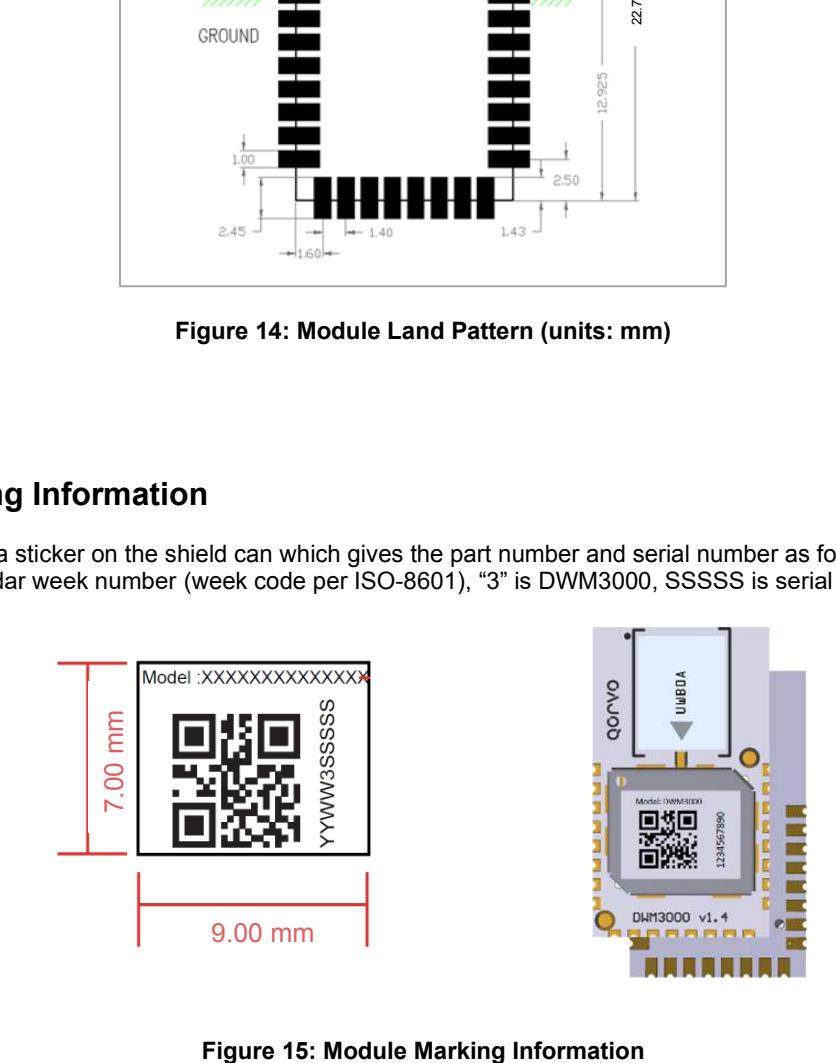 22.7
GROUND
12.925
1.00
2.50
2.45
1.40
1.43
1.60
Figure 14: Module Land Pattern (units: mm)
ng Information
a sticker on the shield can which gives the part number and serial number as fo
dar week number (week code per ISO-8601), “3” is DWM3000, SSSSS is serial
Model :XXXXXXXXXXXXXX
YYWW3SSSSS
7.00 mm
9.00 mm
QORVO
UWBDA
Model: DWM3000
1234567890
DWM3000 v1.4
Figure 15: Module Marking Information